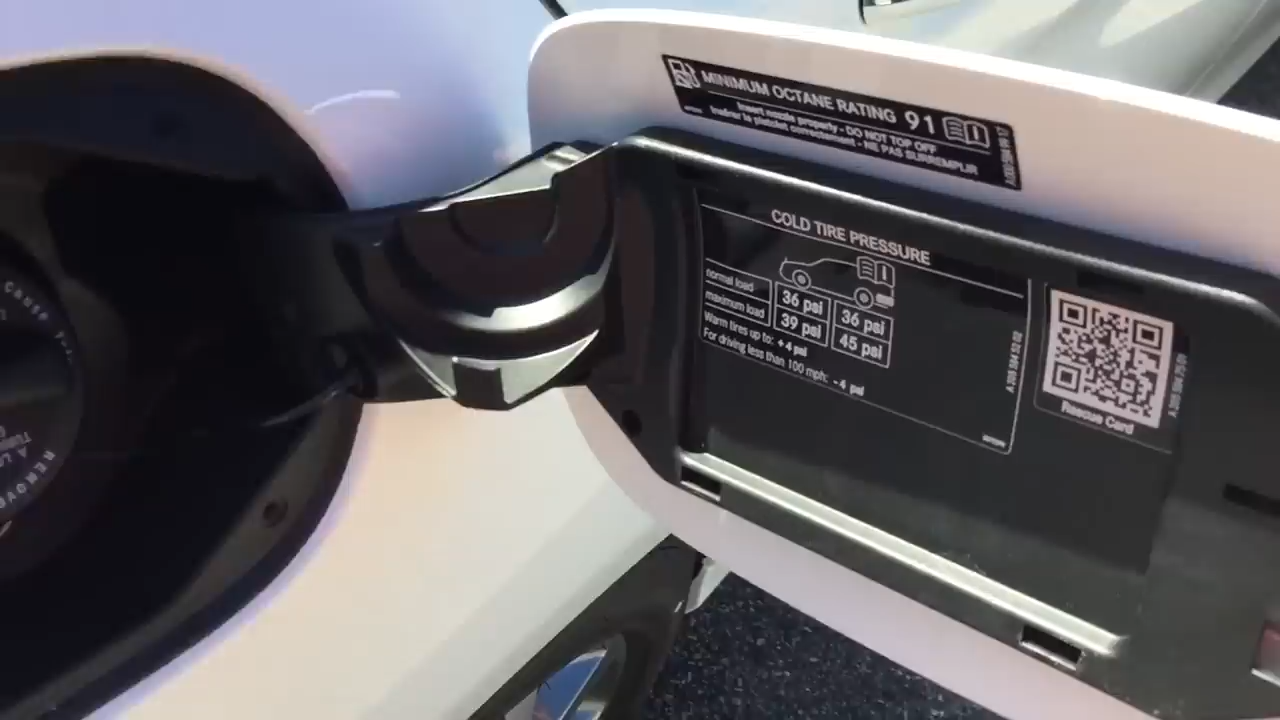 MINIMUM OCTANE RATING 91
Insert nozzle properly - DO NOT TOP OFF
Insérer le pistolet correctement - NE PAS SURREMPLIR
COLD TIRE PRESSURE
normal load 36 psi 36 psi
maximum load 39 psi 45 psi
Warm tires up to: +4 psi
For driving less than 100 mph: -4 psi
Rescue Card
REMOVE